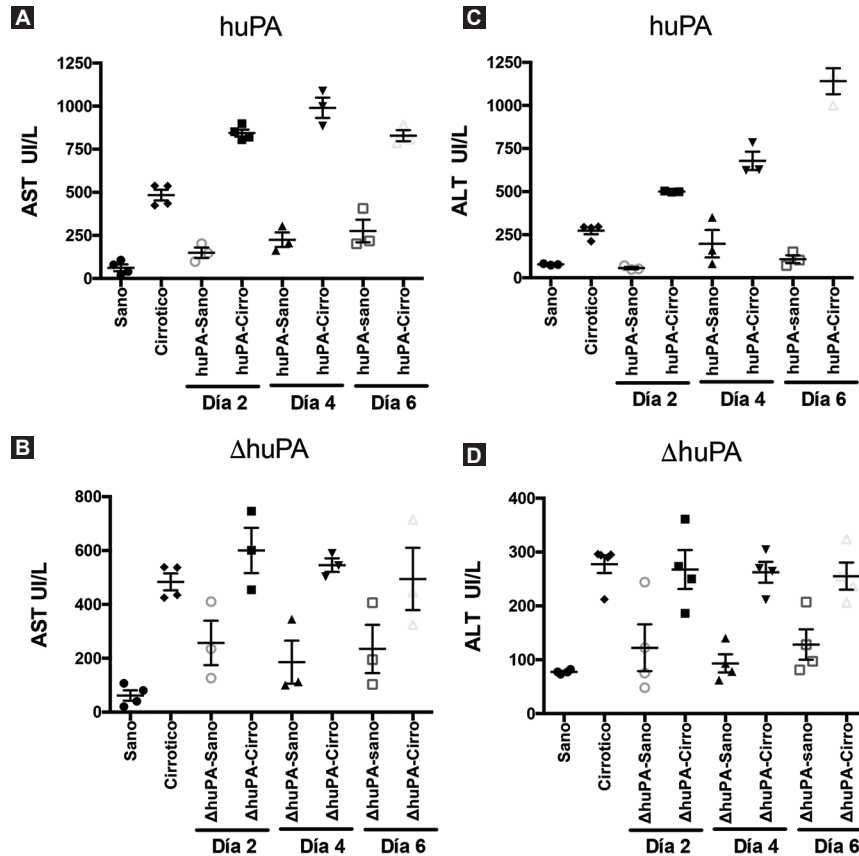 A
huPA
AST UI/L
1250
1000
750
500
250
0
Sano
Cirrotico
huPA-Sano
huPA-Cirro
huPA-Sano
huPA-Cirro
huPA-sano
huPA-Cirro
Día 2
Día 4
Día 6
C
huPA
ALT UI/L
1250
1000
750
500
250
0
Sano
Cirrotico
huPA-Sano
huPA-Cirro
huPA-Sano
huPA-Cirro
huPA-sano
huPA-Cirro
Día 2
Día 4
Día 6
B
ΔhuPA
AST UI/L
800
600
400
200
0
Sano
Cirrotico
ΔhuPA-Sano
ΔhuPA-Cirro
ΔhuPA-Sano
ΔhuPA-Cirro
ΔhuPA-sano
ΔhuPA-Cirro
Día 2
Día 4
Día 6
D
ΔhuPA
ALT UI/L
400
300
200
100
0
Sano
Cirrotico
ΔhuPA-Sano
ΔhuPA-Cirro
ΔhuPA-Sano
ΔhuPA-Cirro
ΔhuPA-sano
ΔhuPA-Cirro
Día 2
Día 4
Día 6